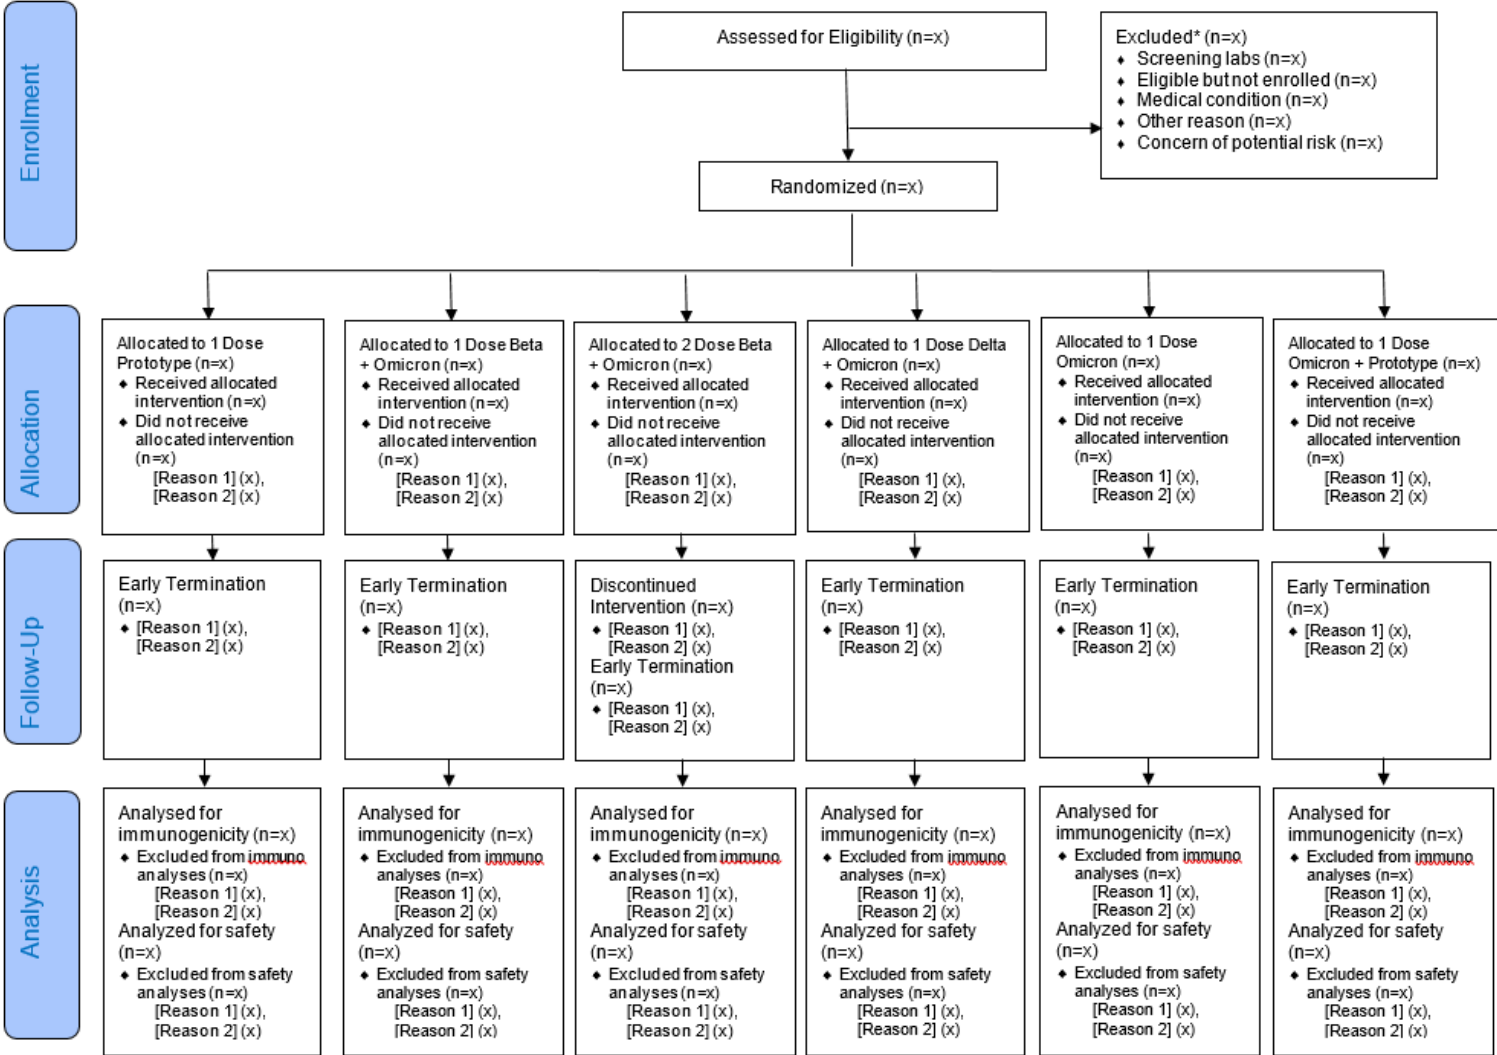 Enrollment
Assessed for Eligibility (n=x)
Excluded* (n=x)
♦ Screening labs (n=x)
♦ Eligible but not enrolled (n=x)
♦ Medical condition (n=x)
♦ Other reason (n=x)
♦ Concern of potential risk (n=x)
Randomized (n=x)
Allocation
Allocated to 1 Dose
Prototype (n=x)
♦ Received allocated
intervention (n=x)
♦ Did not receive
allocated intervention
(n=x)
[Reason 1] (x),
[Reason 2] (x)
Allocated to 1 Dose Beta
+ Omicron (n=x)
♦ Received allocated
intervention (n=x)
♦ Did not receive
allocated intervention
(n=x)
[Reason 1] (x),
[Reason 2] (x)
Allocated to 2 Dose Beta
+ Omicron (n=x)
♦ Received allocated
intervention (n=x)
♦ Did not receive
allocated intervention
(n=x)
[Reason 1] (x),
[Reason 2] (x)
Allocated to 1 Dose Delta
+ Omicron (n=x)
♦ Received allocated
intervention (n=x)
♦ Did not receive
allocated intervention
(n=x)
[Reason 1] (x),
[Reason 2] (x)
Allocated to 1 Dose
Omicron (n=x)
♦ Received allocated
intervention (n=x)
♦ Did not receive
allocated intervention
(n=x)
[Reason 1] (x),
[Reason 2] (x)
Allocated to 1 Dose
Omicron + Prototype (n=x)
♦ Received allocated
intervention (n=x)
♦ Did not receive
allocated intervention
(n=x)
[Reason 1] (x),
[Reason 2] (x)
Follow-Up
Early Termination
(n=x)
♦ [Reason 1] (x),
[Reason 2] (x)
Early Termination
(n=x)
♦ [Reason 1] (x),
[Reason 2] (x)
Discontinued
Intervention (n=x)
♦ [Reason 1] (x),
[Reason 2] (x)
Early Termination
(n=x)
♦ [Reason 1] (x),
[Reason 2] (x)
Early Termination
(n=x)
♦ [Reason 1] (x),
[Reason 2] (x)
Early Termination
(n=x)
♦ [Reason 1] (x),
[Reason 2] (x)
Early Termination
(n=x)
♦ [Reason 1] (x),
[Reason 2] (x)
Analysis
Analysed for
immunogenicity (n=x)
♦ Excluded from immuno
analyses (n=x)
[Reason 1] (x),
[Reason 2] (x)
Analyzed for safety
(n=x)
♦ Excluded from safety
analyses (n=x)
[Reason 1] (x),
[Reason 2] (x)
Analysed for
immunogenicity (n=x)
♦ Excluded from immuno
analyses (n=x)
[Reason 1] (x),
[Reason 2] (x)
Analyzed for safety
(n=x)
♦ Excluded from safety
analyses (n=x)
[Reason 1] (x),
[Reason 2] (x)
Analysed for
immunogenicity (n=x)
♦ Excluded from immuno
analyses (n=x)
[Reason 1] (x),
[Reason 2] (x)
Analyzed for safety
(n=x)
♦ Excluded from safety
analyses (n=x)
[Reason 1] (x),
[Reason 2] (x)
Analysed for
immunogenicity (n=x)
♦ Excluded from immuno
analyses (n=x)
[Reason 1] (x),
[Reason 2] (x)
Analyzed for safety
(n=x)
♦ Excluded from safety
analyses (n=x)
[Reason 1] (x),
[Reason 2] (x)
Analysed for
immunogenicity (n=x)
♦ Excluded from immuno
analyses (n=x)
[Reason 1] (x),
[Reason 2] (x)
Analyzed for safety
(n=x)
♦ Excluded from safety
analyses (n=x)
[Reason 1] (x),
[Reason 2] (x)
Analysed for
immunogenicity (n=x)
♦ Excluded from immuno
analyses (n=x)
[Reason 1] (x),
[Reason 2] (x)
Analyzed for safety
(n=x)
♦ Excluded from safety
analyses (n=x)
[Reason 1] (x),
[Reason 2] (x)